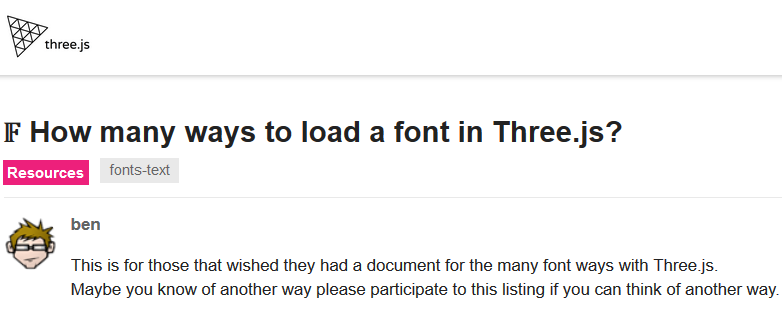 three.js
𝔽 How many ways to load a font in Three.js?
Resources fonts-text
ben
This is for those that wished they had a document for the many font ways with Three.js.
Maybe you know of another way please participate to this listing if you can think of another way.